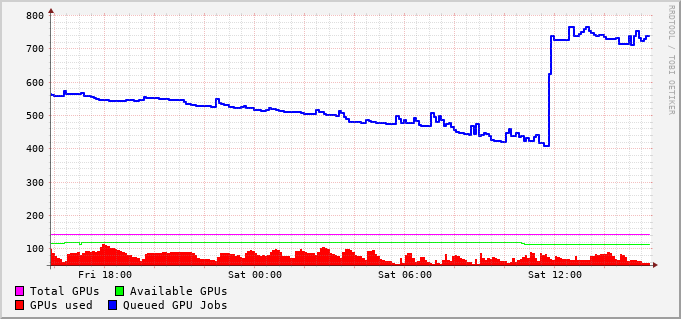 800
700
600
500
400
300
200
100
Fri 18:00 Sat 00:00 Sat 06:00 Sat 12:00
Total GPUs Available GPUs
GPUs used Queued GPU Jobs
RRDTOOL / TOBI OETIKER